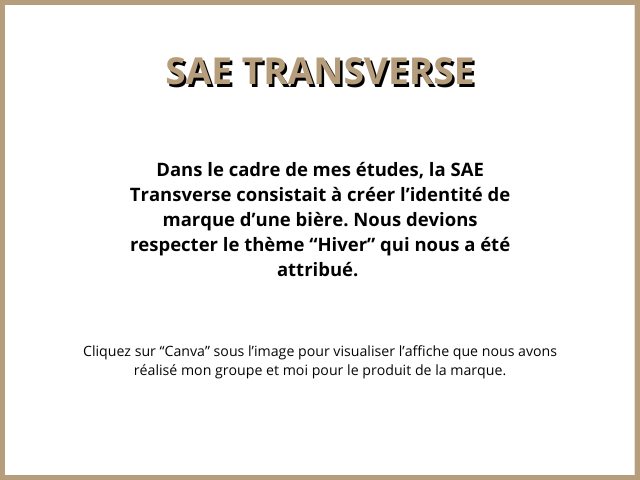 SAE TRANSVERSE
Dans le cadre de mes études, la SAE
Transverse consistait à créer l’identité de
marque d’une bière. Nous devions
respecter le thème “Hiver” qui nous a été
attribué.
Cliquez sur “Canva” sous l’image pour visualiser l’affiche que nous avons
réalisé mon groupe et moi pour le produit de la marque.